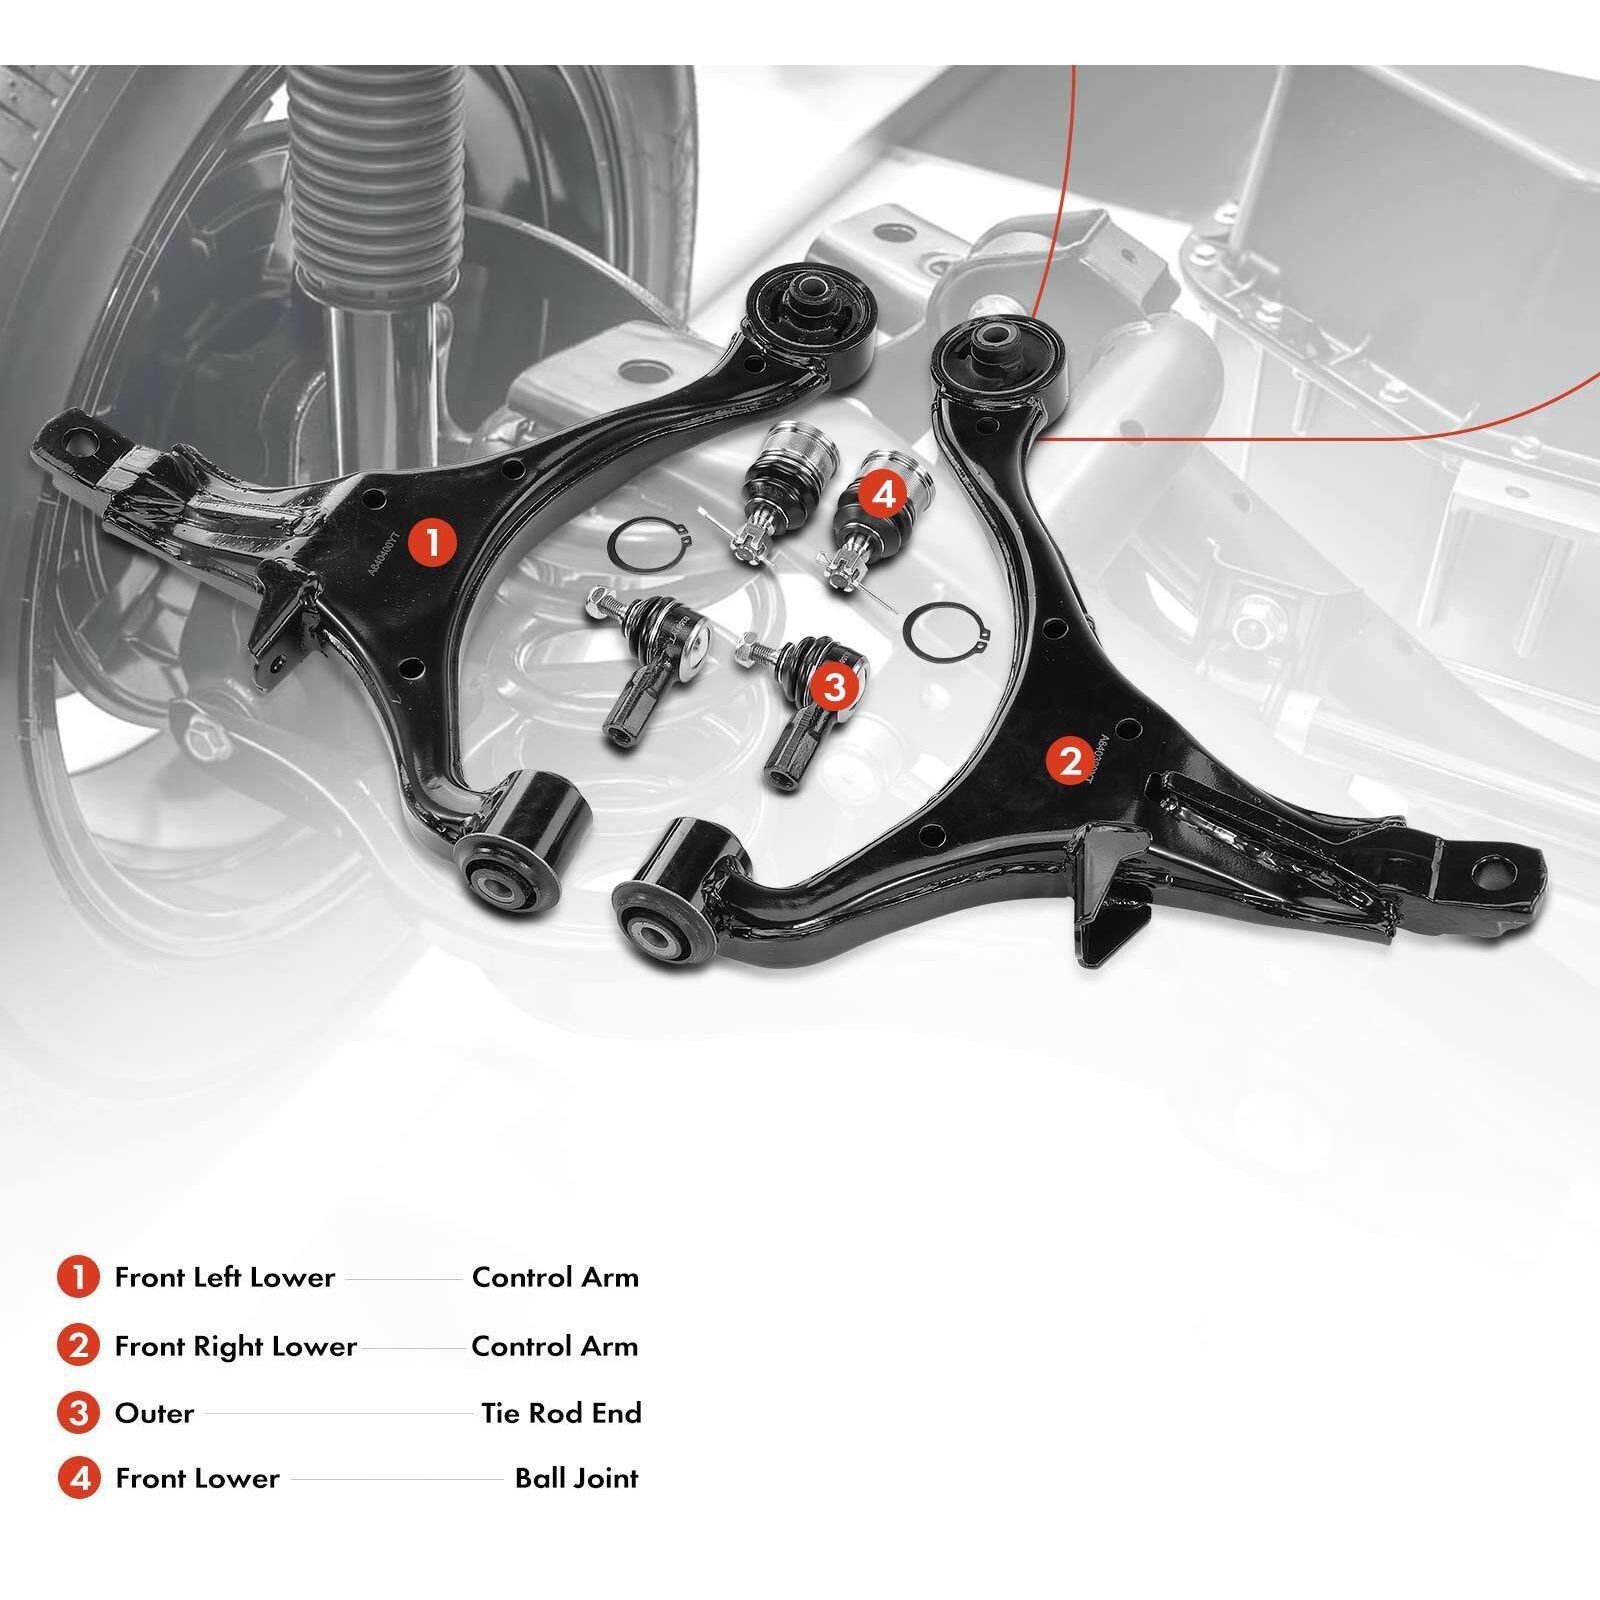 4
1
A840400YT
3
2
1 Front Left Lower Control Arm
2 Front Right Lower Control Arm
3 Outer Tie Rod End
4 Front Lower Ball Joint